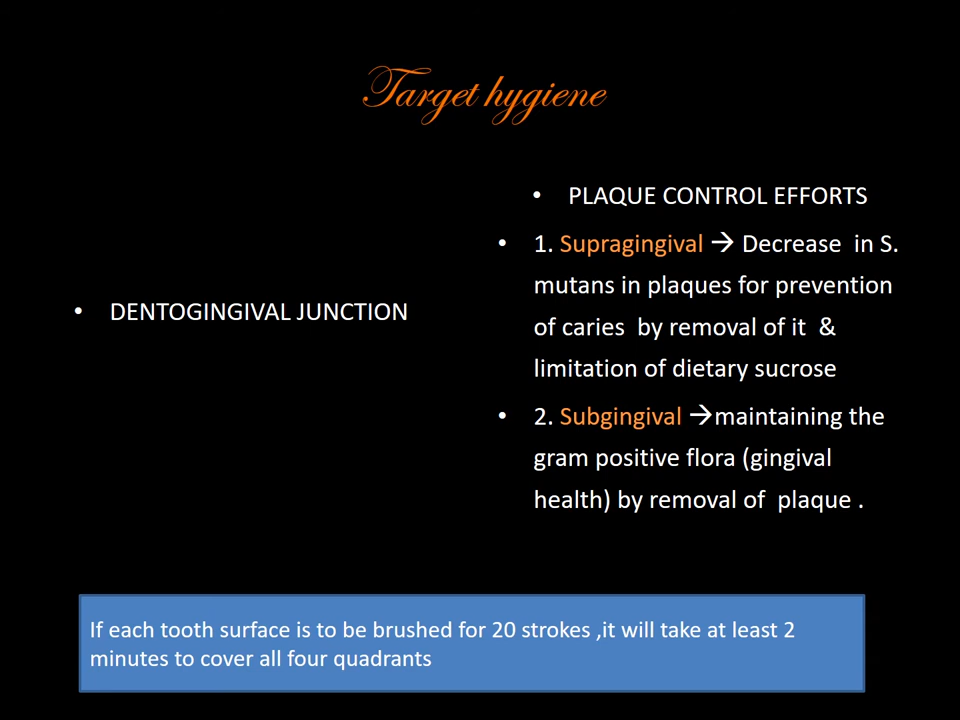 Target hygiene
• DENTOGINGIVAL JUNCTION
• PLAQUE CONTROL EFFORTS
• 1. Supragingival → Decrease in S.
mutans in plaques for prevention
of caries by removal of it &
limitation of dietary sucrose
• 2. Subgingival →maintaining the
gram positive flora (gingival
health) by removal of plaque .
If each tooth surface is to be brushed for 20 strokes ,it will take at least 2
minutes to cover all four quadrants